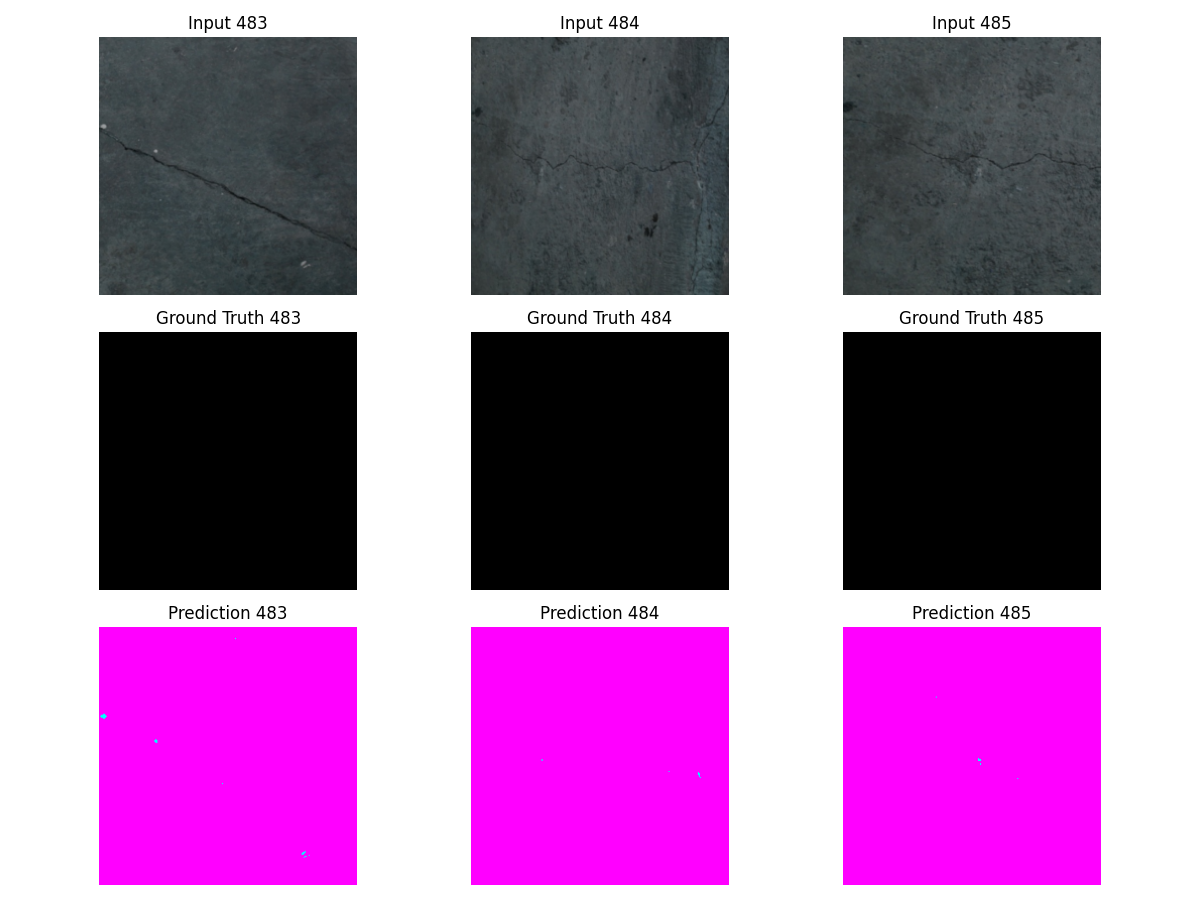 Input 483
Input 484
Input 485
Ground Truth 483
Ground Truth 484
Ground Truth 485
Prediction 483
Prediction 484
Prediction 485